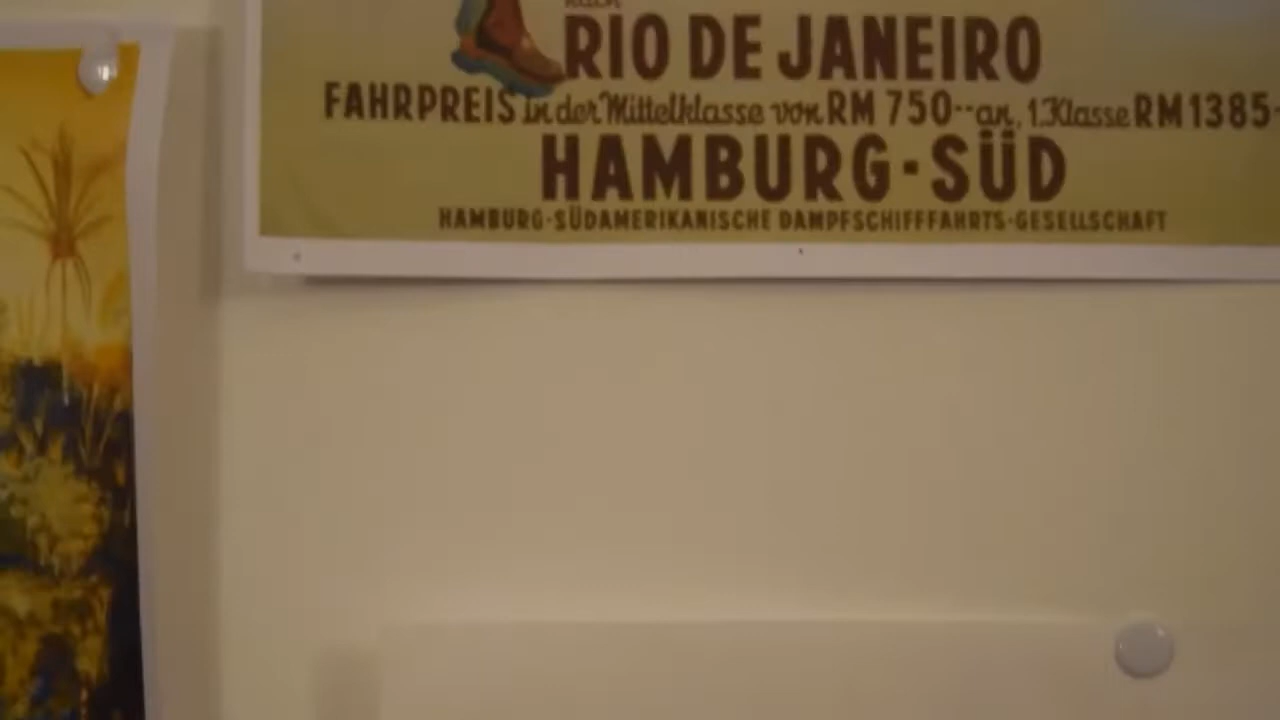 nach
RIO DE JANEIRO
FAHRPREIS in der Mittelklasse von RM 750-- an, 1. Klasse RM 1385
HAMBURG-SÜD
HAMBURG-SÜDAMERIKANISCHE DAMPFSCHIFFFAHRTS-GESELLSCHAFT